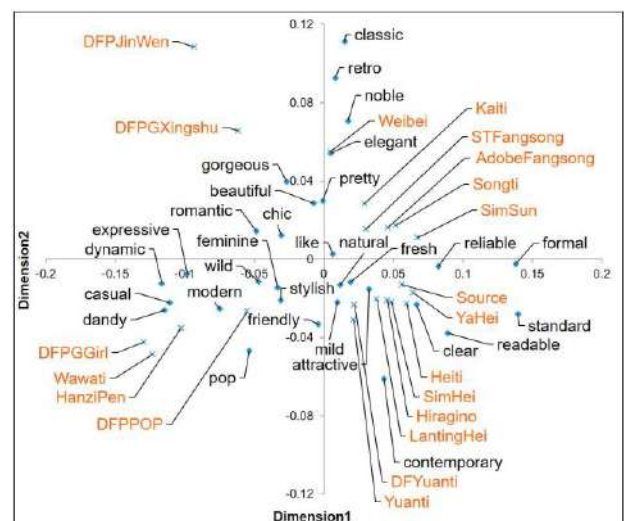 0.12
classic
DFPJinWen
retro
0.08
noble
Kaiti
DFPGXingshu
Weibei
STFangsong
elegant
AdobeFangsong
gorgeous
0.04
pretty
Songti
beautiful
romantic
chic
SimSun
expressive
feminine
like
natural
reliable
formal
dynamic
wild
fresh
0
-0.2
-0.15
-0.1
-0.05
0
0.05
0.1
0.15
0.2
casual
modern
stylish
Source
dandy
friendly
YaHei
-0.04
mild
standard
DFPGGirl
attractive
clear
readable
Wawati
pop
Heiti
HanziPen
SimHei
-0.08
Hiragino
DFPPOP
LantingHei
contemporary
DFYuanti
-0.12
Yuanti
Dimension1
Dimension2